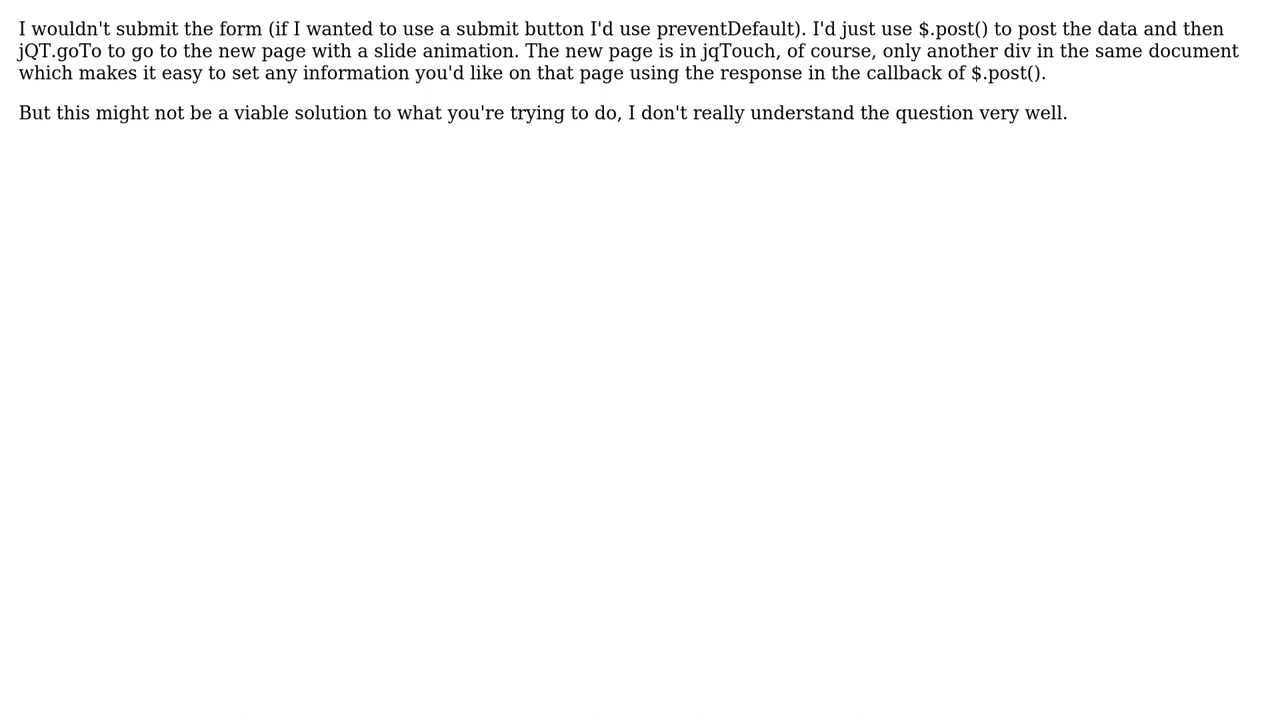 I wouldn't submit the form (if I wanted to use a submit button I'd use preventDefault). I'd just use $.post() to post the data and then
jQT.goTo to go to the new page with a slide animation. The new page is in jqTouch, of course, only another div in the same document
which makes it easy to set any information you'd like on that page using the response in the callback of $.post().
But this might not be a viable solution to what you're trying to do, I don't really understand the question very well.